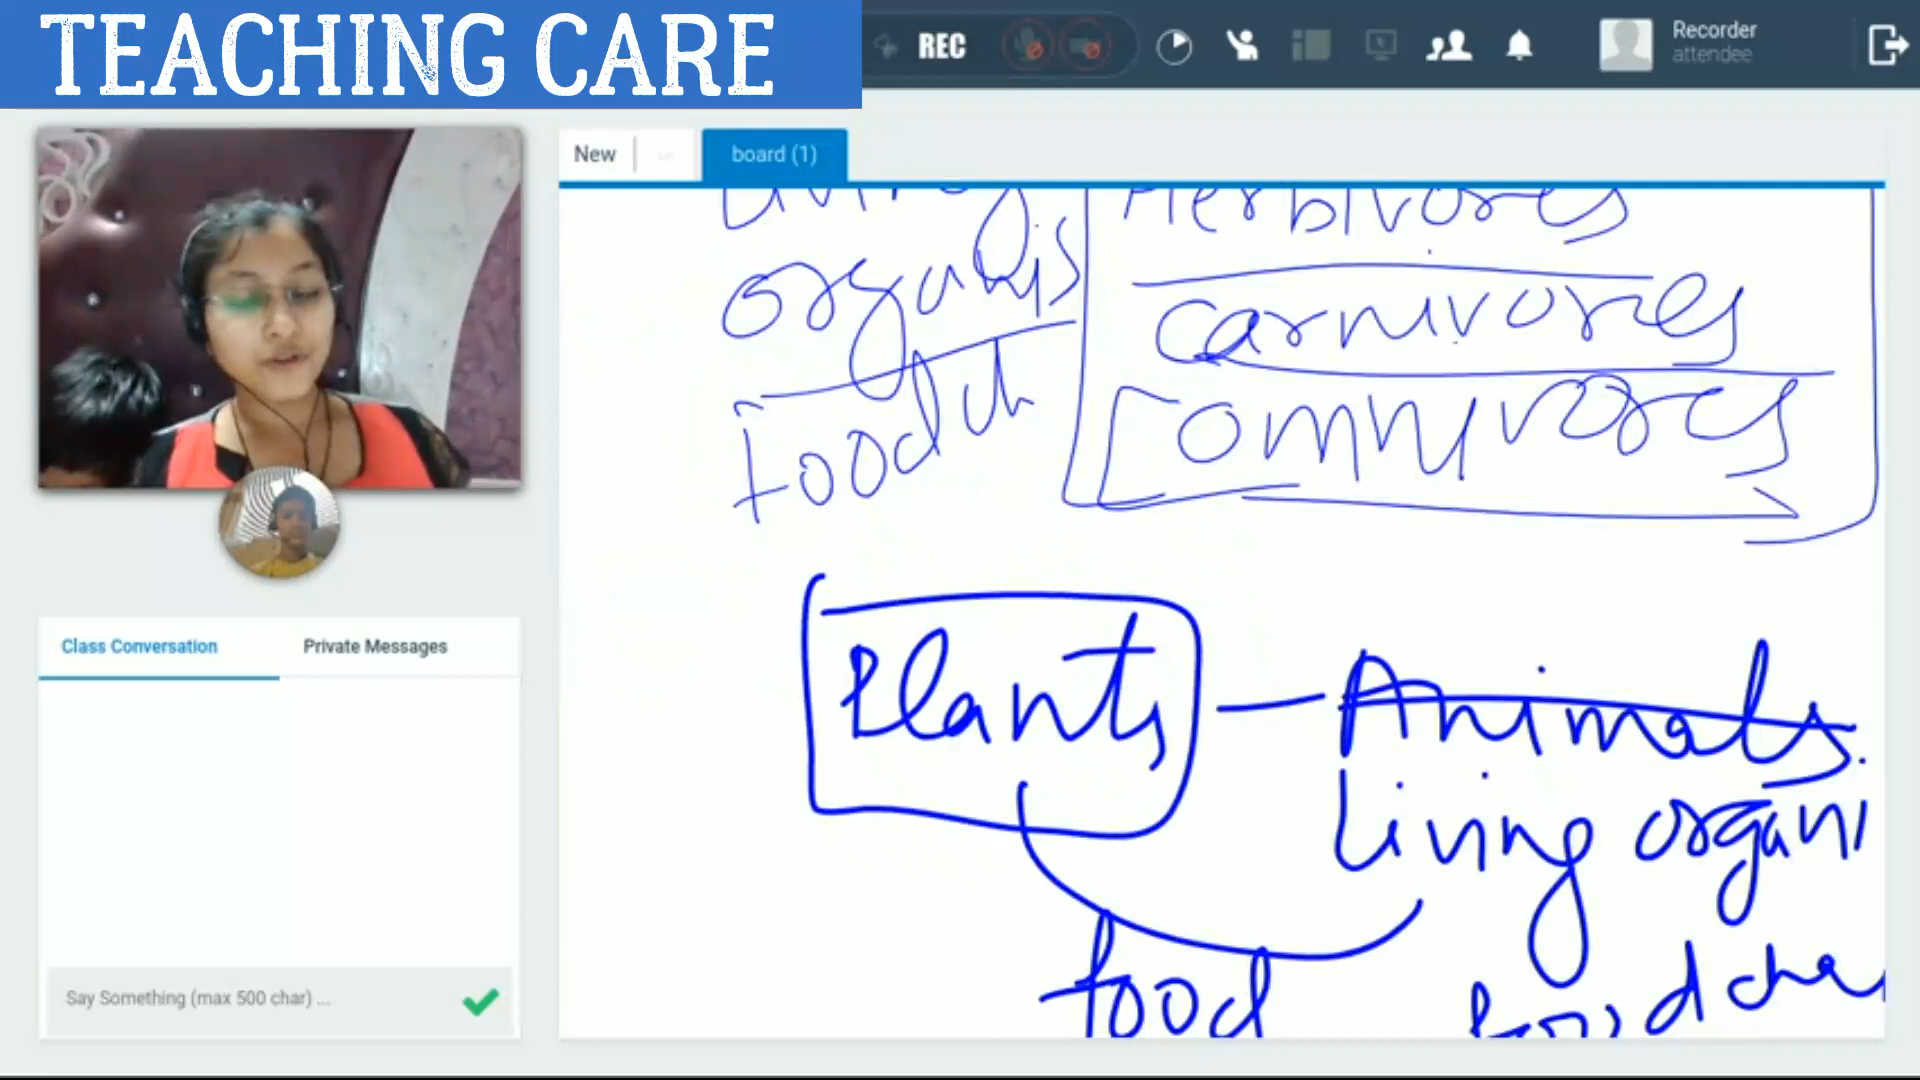 TEACHING CARE
REC
Recorder
attendee
New
board (1)
Living
organis
food ch
Herbivores
carnivores
omnivores
Plants - Animals.
Living organi
food
food cha
Class Conversation
Private Messages
Say Something (max 500 char) ...